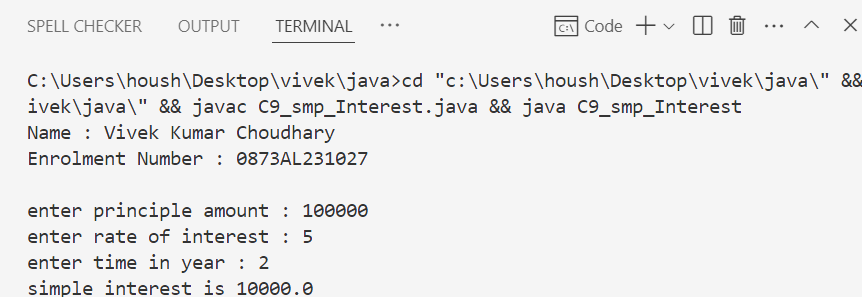 SPELL CHECKER OUTPUT TERMINAL ··· Code ···
C:\Users\housh\Desktop\vivek\java>cd "c:\Users\housh\Desktop\vivek\java\" &&
ivek\java\" && javac C9_smp_Interest.java && java C9_smp_Interest
Name : Vivek Kumar Choudhary
Enrolment Number : 0873AL231027
enter principle amount : 100000
enter rate of interest : 5
enter time in year : 2
simple interest is 10000.0